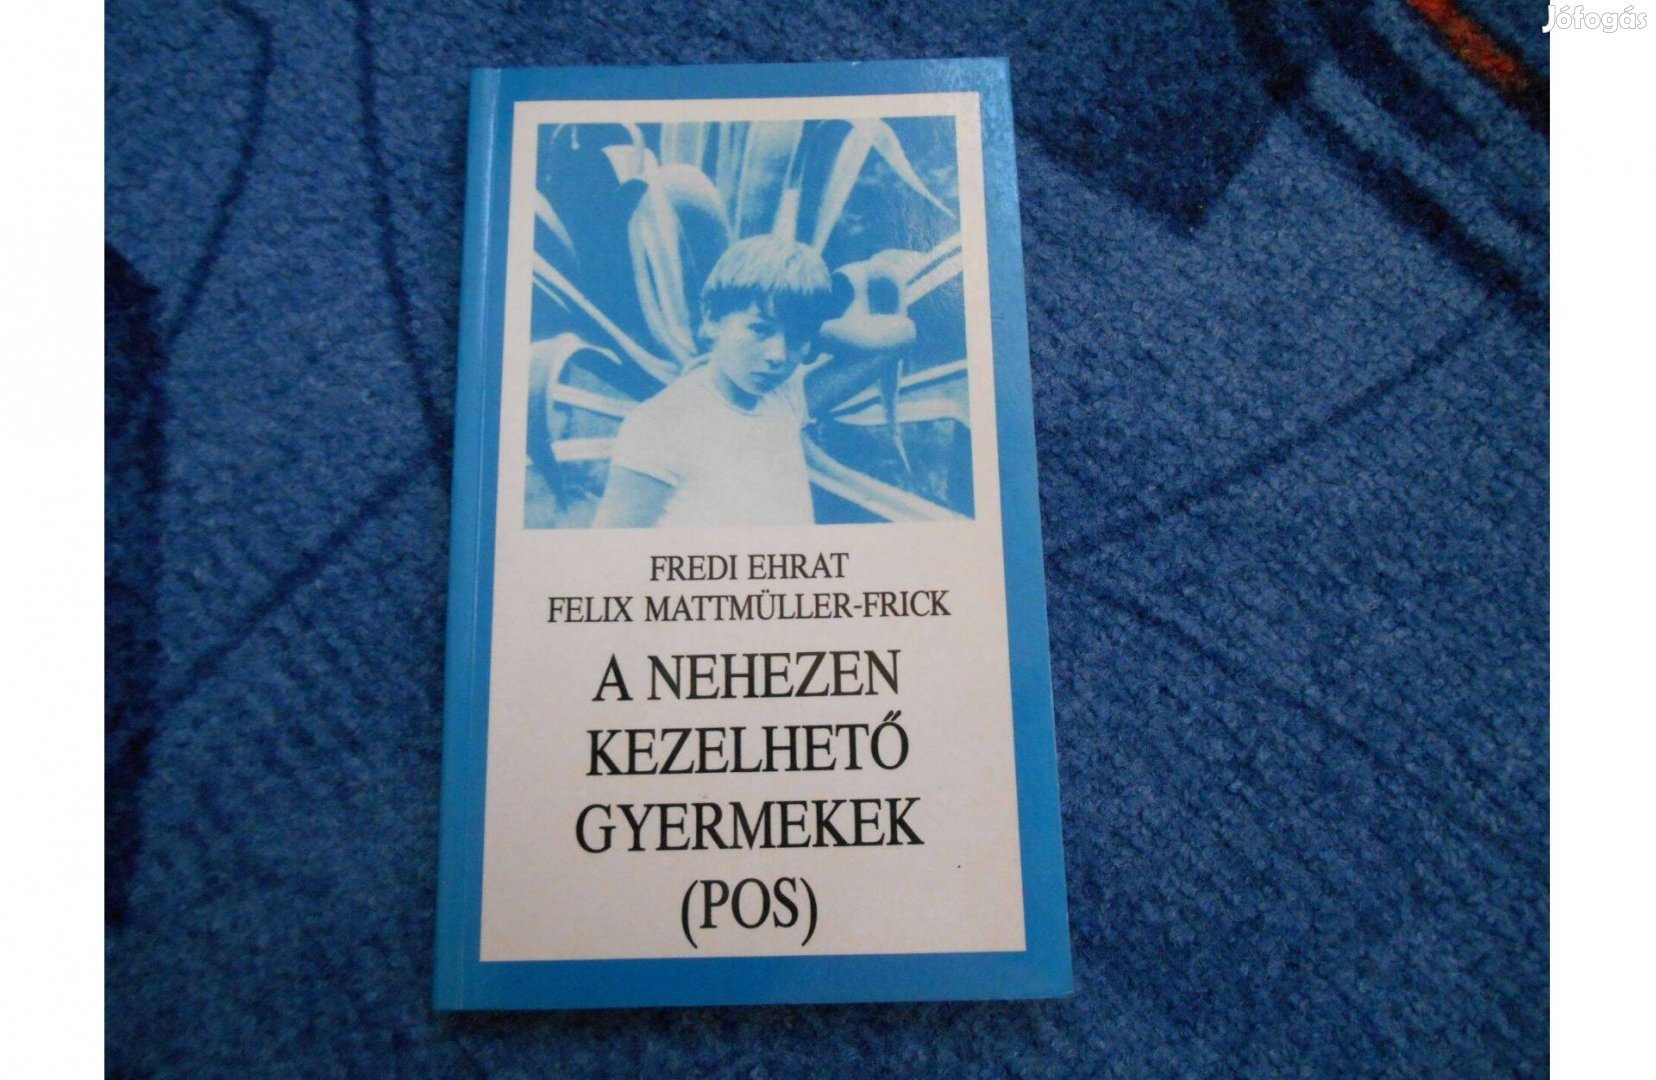 Jófogás
FREDI EHRAT
FELIX MATTMÜLLER-FRICK
A NEHEZEN
KEZELHETŐ
GYERMEKEK
(POS)